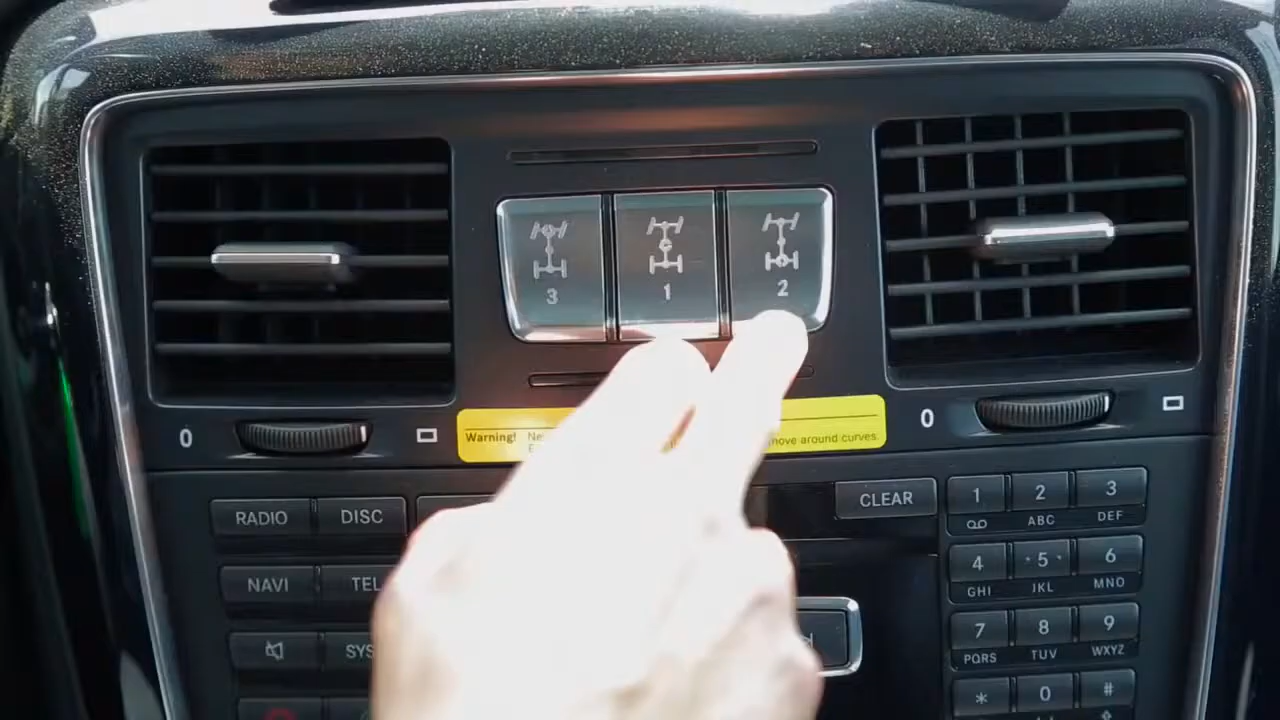 3 1 2
0 0
Warning! Ne
move around curves.
RADIO DISC CLEAR 1 2 3
ABC DEF
NAVI TEL 4 5 6
GHI JKL MNO
SYS 7 8 9
PQRS TUV WXYZ
* 0 #